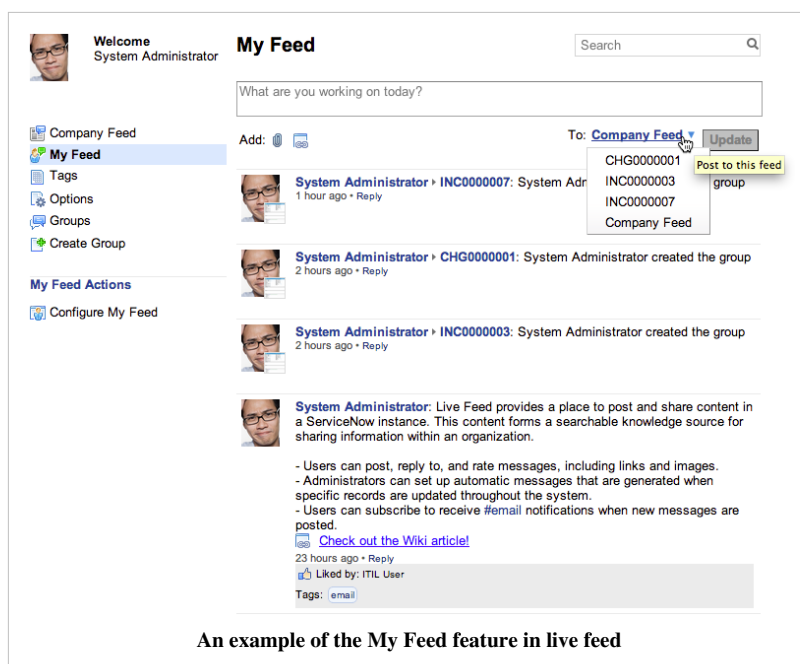 Welcome
System Administrator
My Feed
Search
What are you working on today?
Company Feed
My Feed
Tags
Options
Groups
Create Group
My Feed Actions
Configure My Feed
Add:
To: Company Feed
Update
Post to this feed
CHG0000001
INC0000003
INC0000007
Company Feed
System Administrator INC0000007: System Adr group
1 hour ago • Reply
System Administrator CHG0000001: System Administrator created the group
2 hours ago • Reply
System Administrator INC0000003: System Administrator created the group
2 hours ago • Reply
System Administrator: Live Feed provides a place to post and share content in
a ServiceNow instance. This content forms a searchable knowledge source for
sharing information within an organization.
- Users can post, reply to, and rate messages, including links and images.
- Administrators can set up automatic messages that are generated when
specific records are updated throughout the system.
- Users can subscribe to receive #email notifications when new messages are
posted.
Check out the Wiki article!
23 hours ago • Reply
Liked by: ITIL User
Tags: email
An example of the My Feed feature in live feed